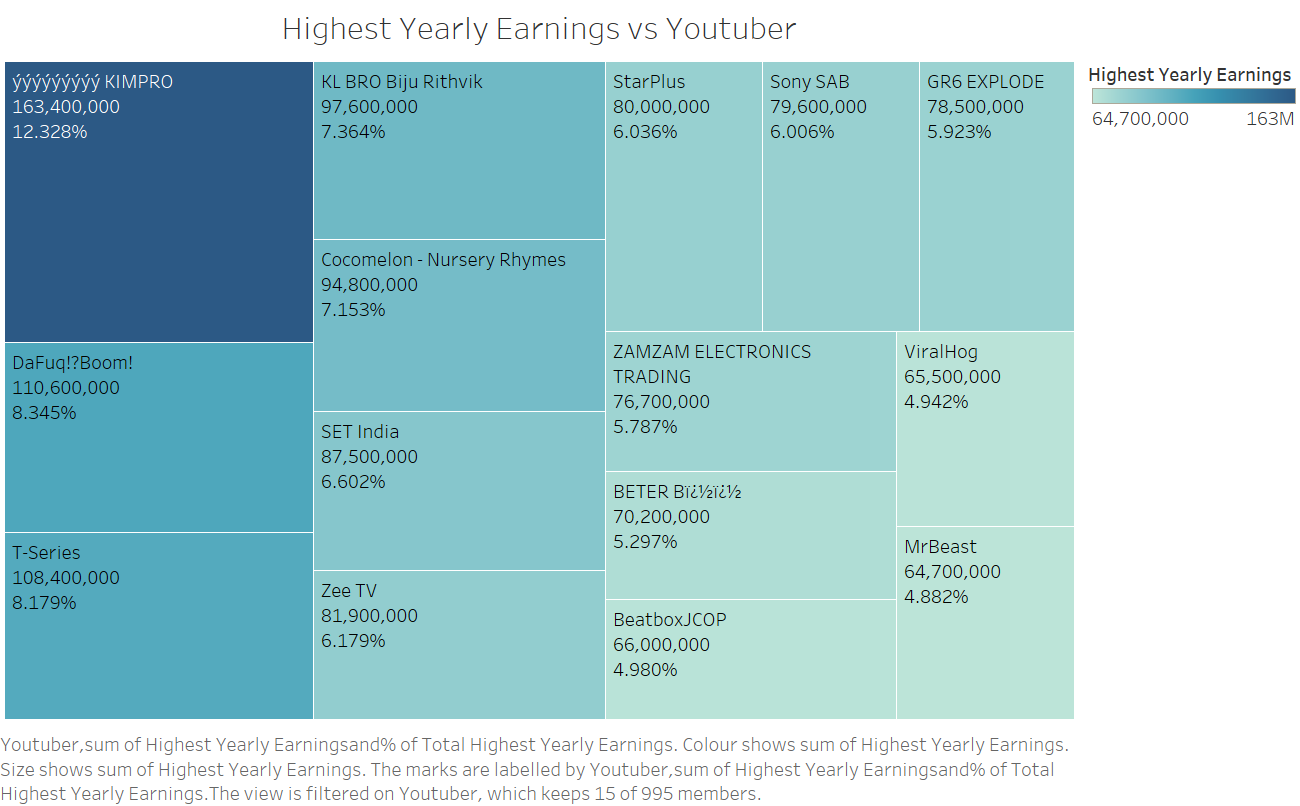 Highest Yearly Earnings vs Youtuber
ýýýýýýýýý KIMPRO
163,400,000
12.328%
DaFuq!?Boom!
110,600,000
8.345%
T-Series
108,400,000
8.179%
KL BRO Biju Rithvik
97,600,000
7.364%
Cocomelon - Nursery Rhymes
94,800,000
7.153%
SET India
87,500,000
6.602%
Zee TV
81,900,000
6.179%
StarPlus
80,000,000
6.036%
Sony SAB
79,600,000
6.006%
GR6 EXPLODE
78,500,000
5.923%
ZAMZAM ELECTRONICS
TRADING
76,700,000
5.787%
BETER Bï¿½ï¿½
70,200,000
5.297%
BeatboxJCOP
66,000,000
4.980%
ViralHog
65,500,000
4.942%
MrBeast
64,700,000
4.882%
Highest Yearly Earnings
64,700,000 163M
Youtuber,sum of Highest Yearly Earningsand% of Total Highest Yearly Earnings. Colour shows sum of Highest Yearly Earnings.
Size shows sum of Highest Yearly Earnings. The marks are labelled by Youtuber,sum of Highest Yearly Earningsand% of Total
Highest Yearly Earnings.The view is filtered on Youtuber, which keeps 15 of 995 members.